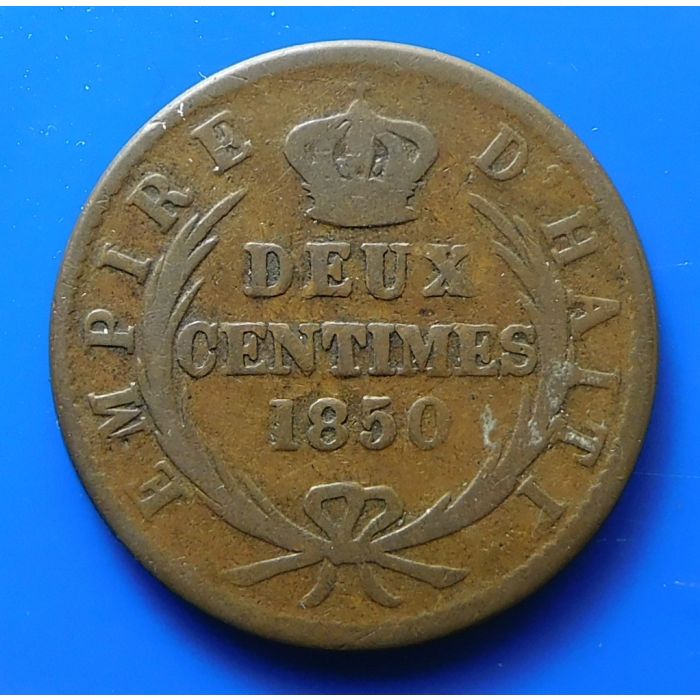 EMPIRE D'HAITI
DEUX
CENTIMES
1850